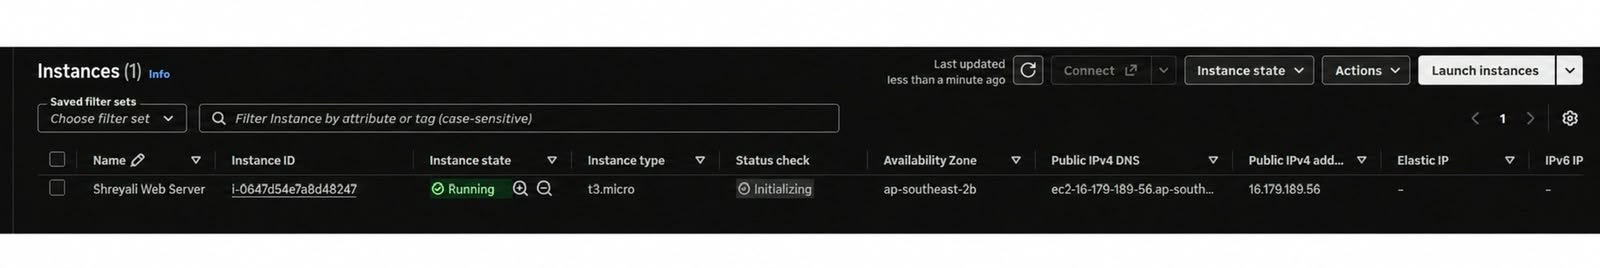 Instances (1) Info
Last updated
less than a minute ago
Connect
Instance state
Actions
Launch instances
Saved filter sets
Choose filter set
Filter Instance by attribute or tag (case-sensitive)
1
Name Instance ID Instance state Instance type Status check Availability Zone Public IPv4 DNS Public IPv4 add... Elastic IP IPv6 IP
Shreyali Web Server i-0647d54e7a8d48247 Running t3.micro Initializing ap-southeast-2b ec2-16-179-189-56.ap-south... 16.179.189.56 – –